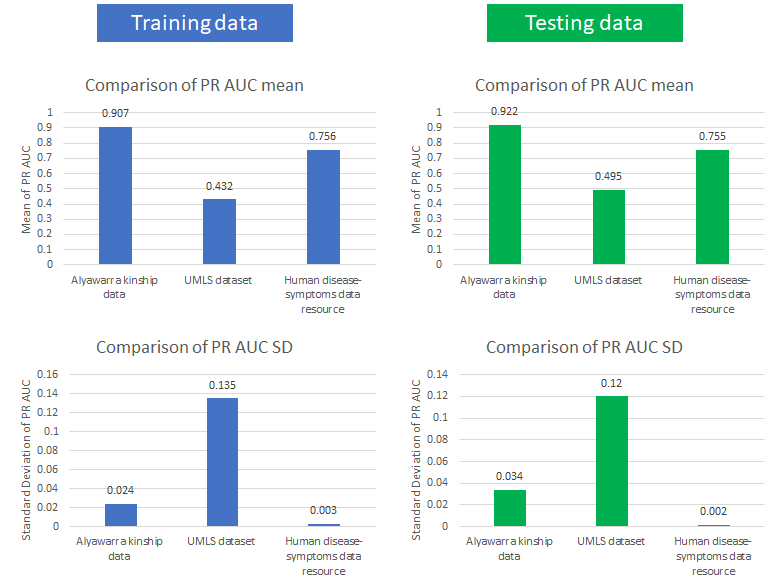 Training data
Testing data
Comparison of PR AUC mean
Mean of PR AUC
1
0.9
0.8
0.7
0.6
0.5
0.4
0.3
0.2
0.1
0
0.907
0.432
0.756
Alyawarra kinship
data
UMLS dataset
Human disease-
symptoms data
resource
Comparison of PR AUC mean
Mean of PR AUC
1
0.9
0.8
0.7
0.6
0.5
0.4
0.3
0.2
0.1
0
0.922
0.495
0.755
Alyawarra kinship
data
UMLS dataset
Human disease-
symptoms data
resource
Comparison of PR AUC SD
Standard Deviation of PR AUC
0.16
0.14
0.12
0.1
0.08
0.06
0.04
0.02
0
0.024
0.135
0.003
Alyawarra kinship
data
UMLS dataset
Human disease-
symptoms data
resource
Comparison of PR AUC SD
Standard Deviation of PR AUC
0.14
0.12
0.1
0.08
0.06
0.04
0.02
0
0.034
0.12
0.002
Alyawarra kinship
data
UMLS dataset
Human disease-
symptoms data
resource